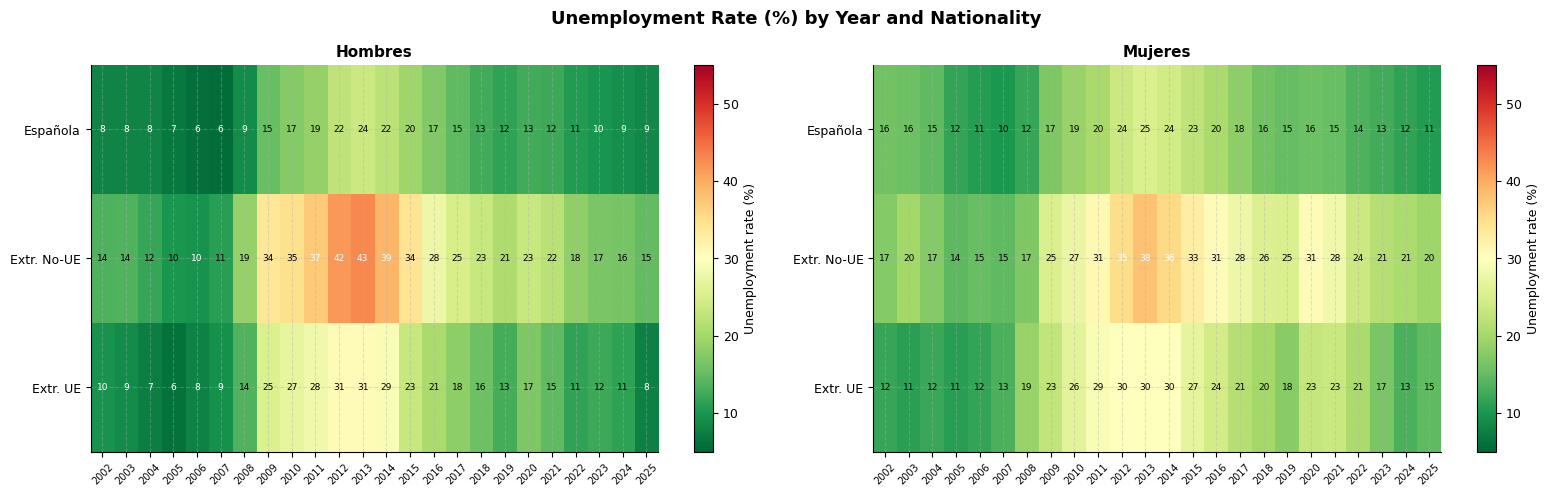 Unemployment Rate (%) by Year and Nationality
Hombres
Española 8 8 8 7 6 6 9 15 17 19 22 24 22 20 17 15 13 12 13 12 11 10 9 9
Extr. No-UE 14 14 12 10 10 11 19 34 35 37 42 43 39 34 28 25 23 21 23 22 18 17 16 15
Extr. UE 10 9 7 6 8 9 14 25 27 28 31 31 29 23 21 18 16 13 17 15 11 12 11 8
2002 2003 2004 2005 2006 2007 2008 2009 2010 2011 2012 2013 2014 2015 2016 2017 2018 2019 2020 2021 2022 2023 2024 2025
50
40
30
20
10
Unemployment rate (%)
Mujeres
Española 16 16 15 12 11 10 12 17 19 20 24 25 24 23 20 18 16 15 16 15 14 13 12 11
Extr. No-UE 17 20 17 14 15 15 17 25 27 31 35 38 36 33 31 28 26 25 31 28 24 21 21 20
Extr. UE 12 11 12 11 12 13 19 23 26 29 30 30 30 27 24 21 20 18 23 23 21 17 13 15
2002 2003 2004 2005 2006 2007 2008 2009 2010 2011 2012 2013 2014 2015 2016 2017 2018 2019 2020 2021 2022 2023 2024 2025
50
40
30
20
10
Unemployment rate (%)